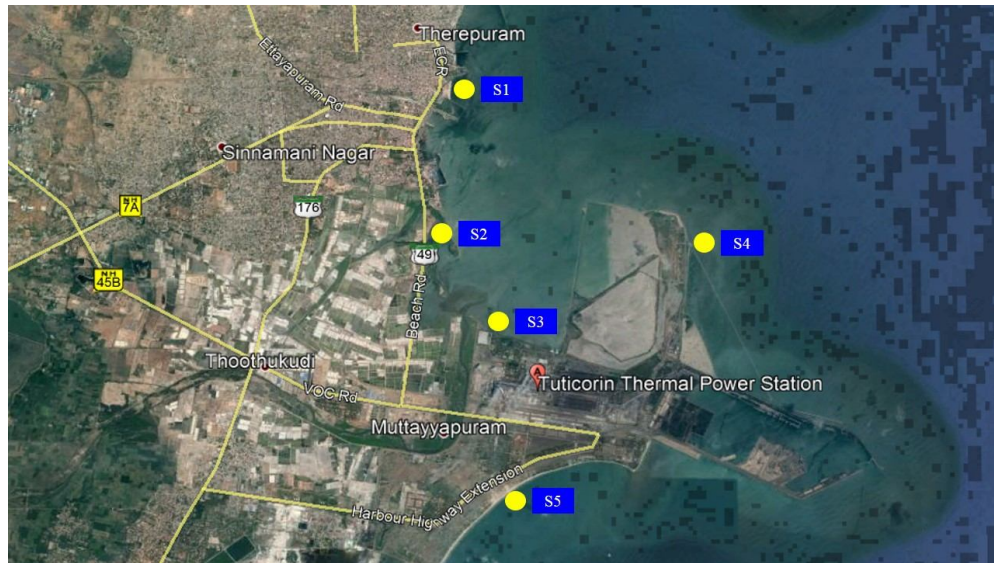 Therepuram
ECR
Ettayapuram Rd
S1
Sinnamani Nagar
NH
7A
176
S2
49
S4
NH
45B
Beach Rd
S3
Thoothukudi
A
Tuticorin Thermal Power Station
VOC Rd
Muttayyapuram
Harbour Highway Extension
S5